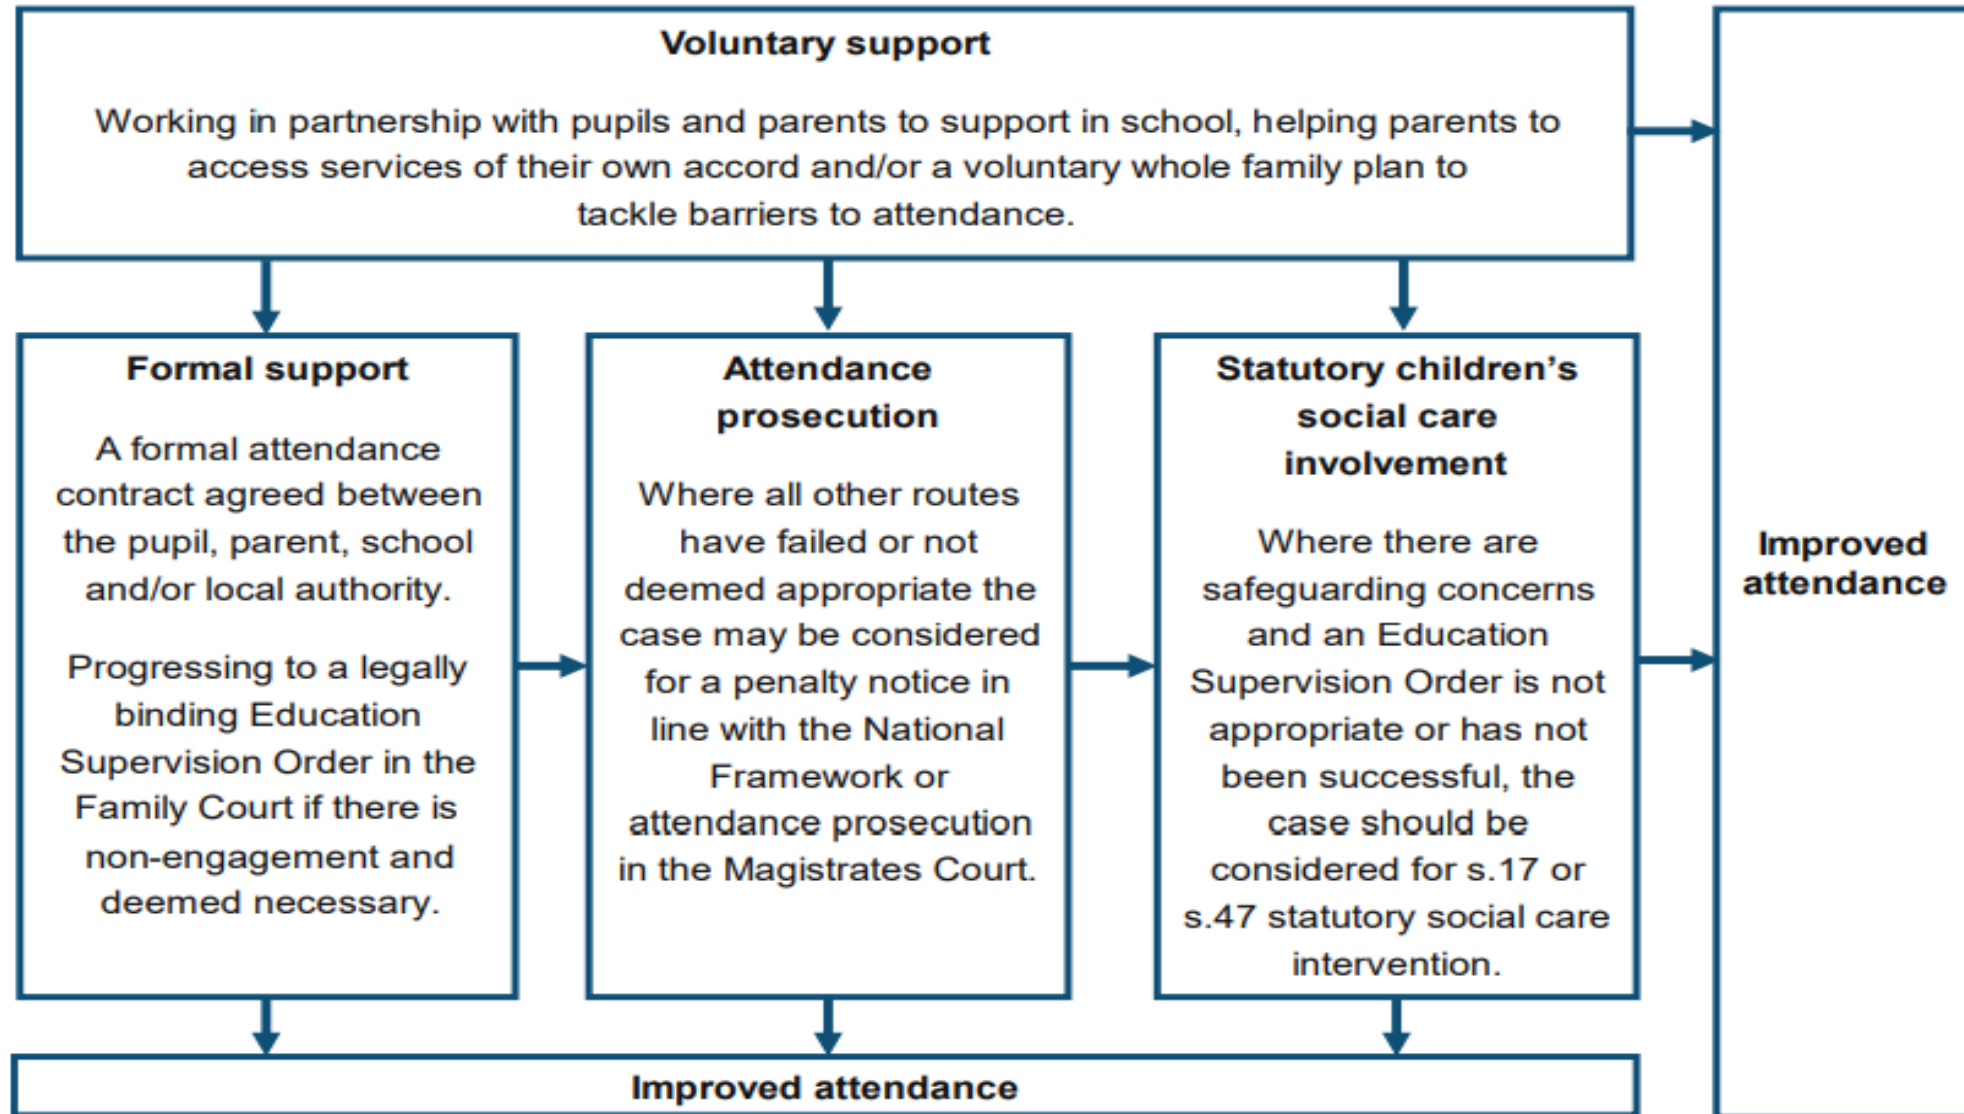 Voluntary support
Working in partnership with pupils and parents to support in school, helping parents to
access services of their own accord and/or a voluntary whole family plan to
tackle barriers to attendance.
Formal support
A formal attendance
contract agreed between
the pupil, parent, school
and/or local authority.
Progressing to a legally
binding Education
Supervision Order in the
Family Court if there is
non-engagement and
deemed necessary.
Attendance
prosecution
Where all other routes
have failed or not
deemed appropriate the
case may be considered
for a penalty notice in
line with the National
Framework or
attendance prosecution
in the Magistrates Court.
Statutory children's
social care
involvement
Where there are
safeguarding concerns
and an Education
Supervision Order is not
appropriate or has not
been successful, the
case should be
considered for s.17 or
s.47 statutory social care
intervention.
Improved
attendance
Improved attendance